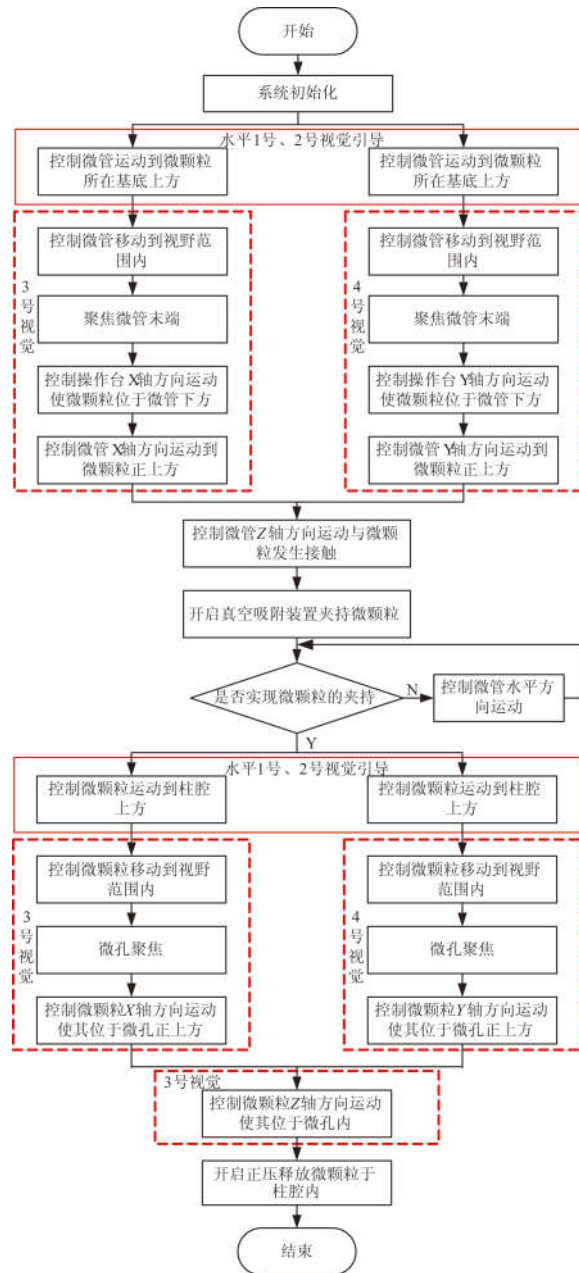 开始
系统初始化
水平1号、2号视觉引导
控制微管运动到微颗粒
所在基底上方
控制微管运动到微颗粒
所在基底上方
3
号
视
觉
控制微管移动到视野范
围内
聚焦微管末端
控制操作台X轴方向运动
使微颗粒位于微管下方
控制微管X轴方向运动到
微颗粒正上方
4
号
视
觉
控制微管移动到视野范
围内
聚焦微管末端
控制操作台Y轴方向运动
使微颗粒位于微管下方
控制微管Y轴方向运动到
微颗粒正上方
控制微管Z轴方向运动与微颗
粒发生接触
开启真空吸附装置夹持微颗粒
是否实现微颗粒的夹持
N
控制微管水平方
向运动
Y
水平1号、2号视觉引导
控制微颗粒运动到柱腔
上方
控制微颗粒运动到柱腔
上方
3
号
视
觉
控制微颗粒移动到视野
范围内
微孔聚焦
控制微颗粒X轴方向运动
使其位于微孔正上方
4
号
视
觉
控制微颗粒移动到视野
范围内
微孔聚焦
控制微颗粒Y轴方向运动
使其位于微孔正上方
3号视觉
控制微颗粒Z轴方向运动
使其位于微孔内
开启正压释放微颗粒于
柱腔内
结束